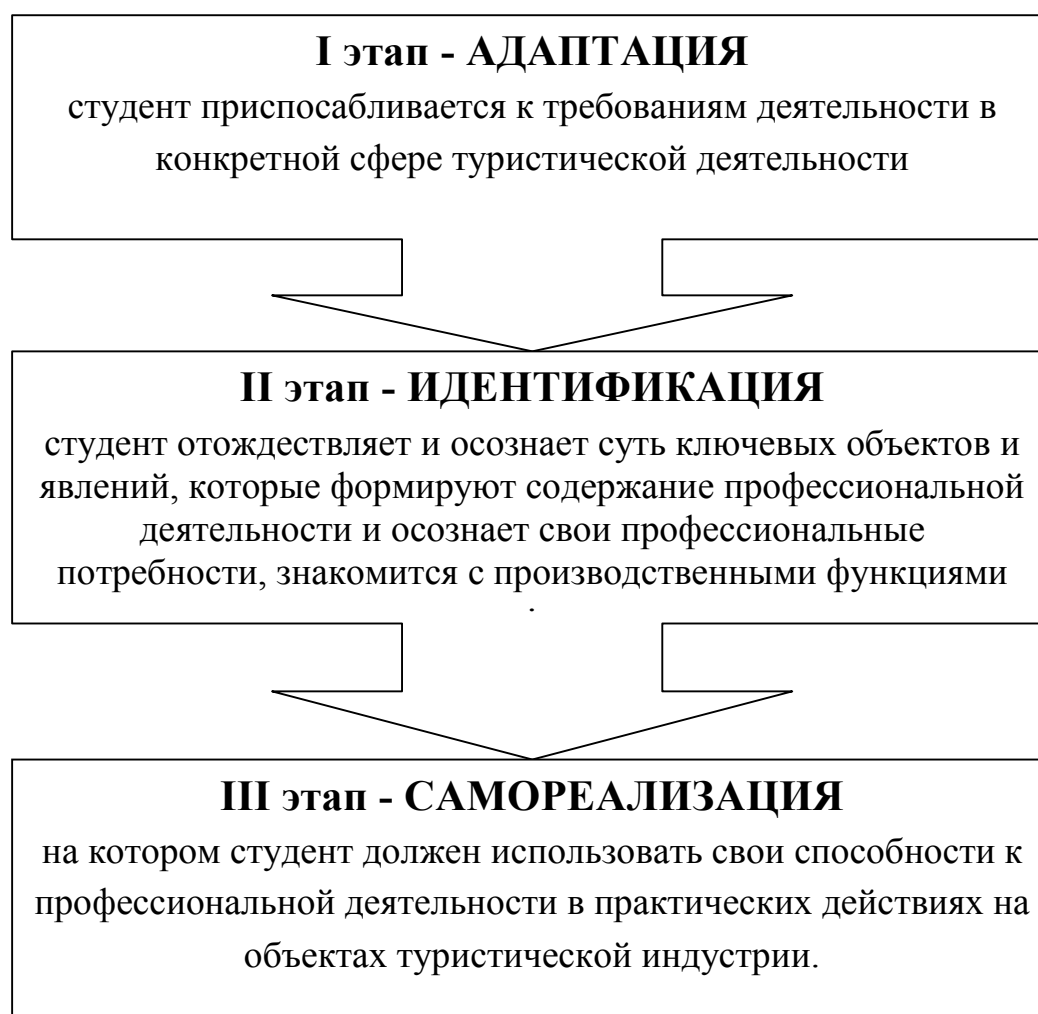 I этап - АДАПТАЦИЯ
студент приспосабливается к требованиям деятельности в
конкретной сфере туристической деятельности
II этап - ИДЕНТИФИКАЦИЯ
студент отождествляет и осознает суть ключевых объектов и
явлений, которые формируют содержание профессиональной
деятельности и осознает свои профессиональные
потребности, знакомится с производственными функциями
III этап - САМОРЕАЛИЗАЦИЯ
на котором студент должен использовать свои способности к
профессиональной деятельности в практических действиях на
объектах туристической индустрии.